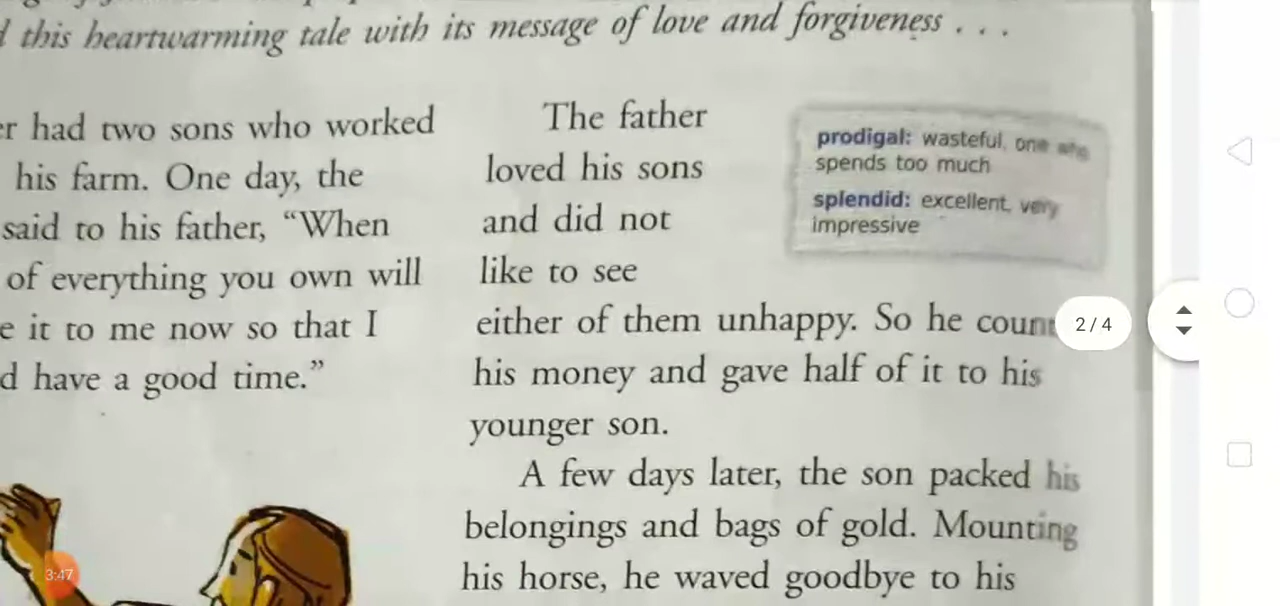 this heartwarming tale with its message of love and forgiveness . . .
had two sons who worked
his farm. One day, the
said to his father, “When
of everything you own will
it to me now so that I
have a good time.”
The father
loved his sons
and did not
like to see
either of them unhappy. So he
his money and gave half of it to his
younger son.
A few days later, the son packed his
belongings and bags of gold. Mounting
his horse, he waved goodbye to his
prodigal: wasteful, one who
spends too much
splendid: excellent, very
impressive
2/4
3:47